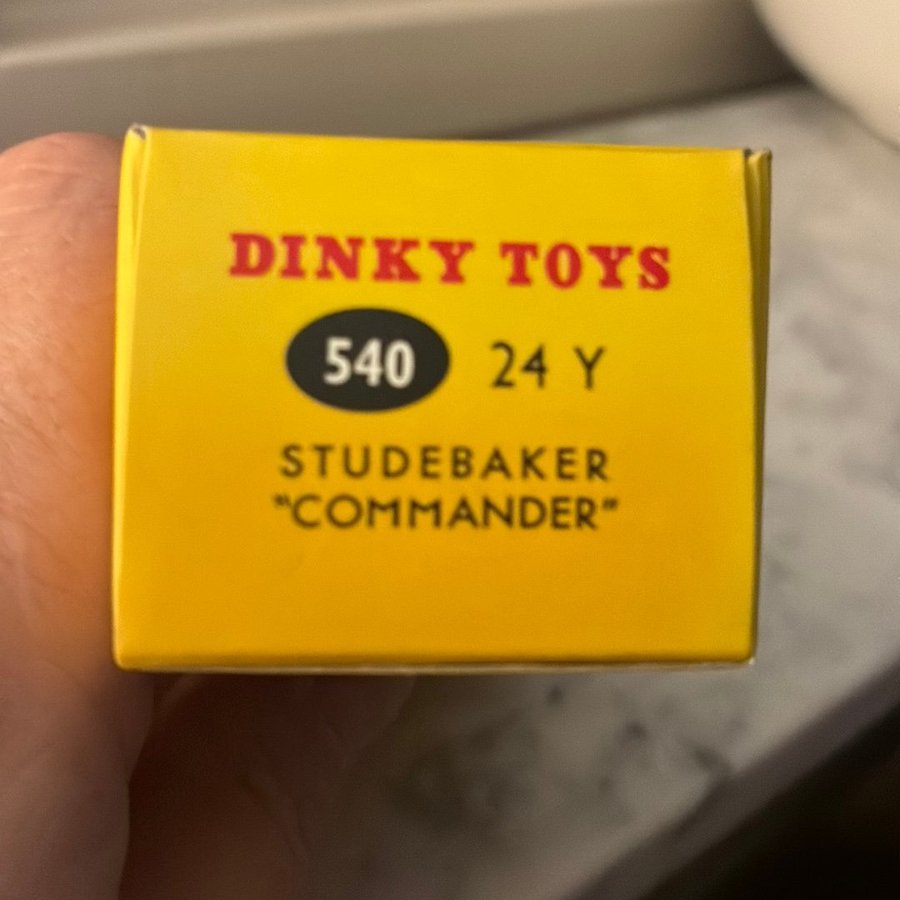 DINKY TOYS
540 24 Y
STUDEBAKER
"COMMANDER"